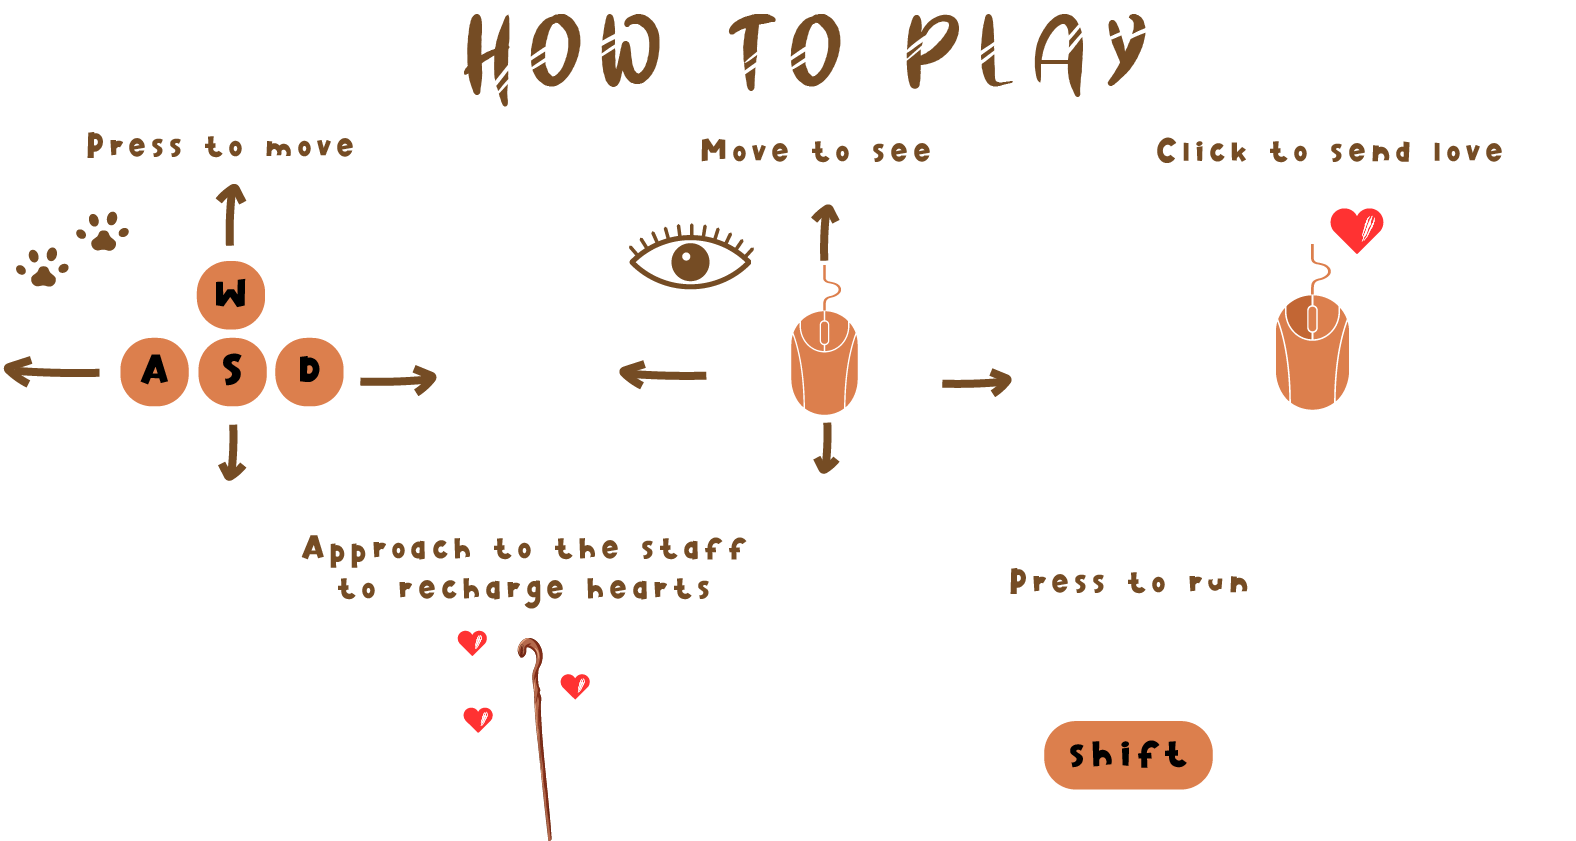 HOW TO PLAY
Press to move
Move to see
Click to send love
W
A S D
Approach to the staff
to recharge hearts
Press to run
shift